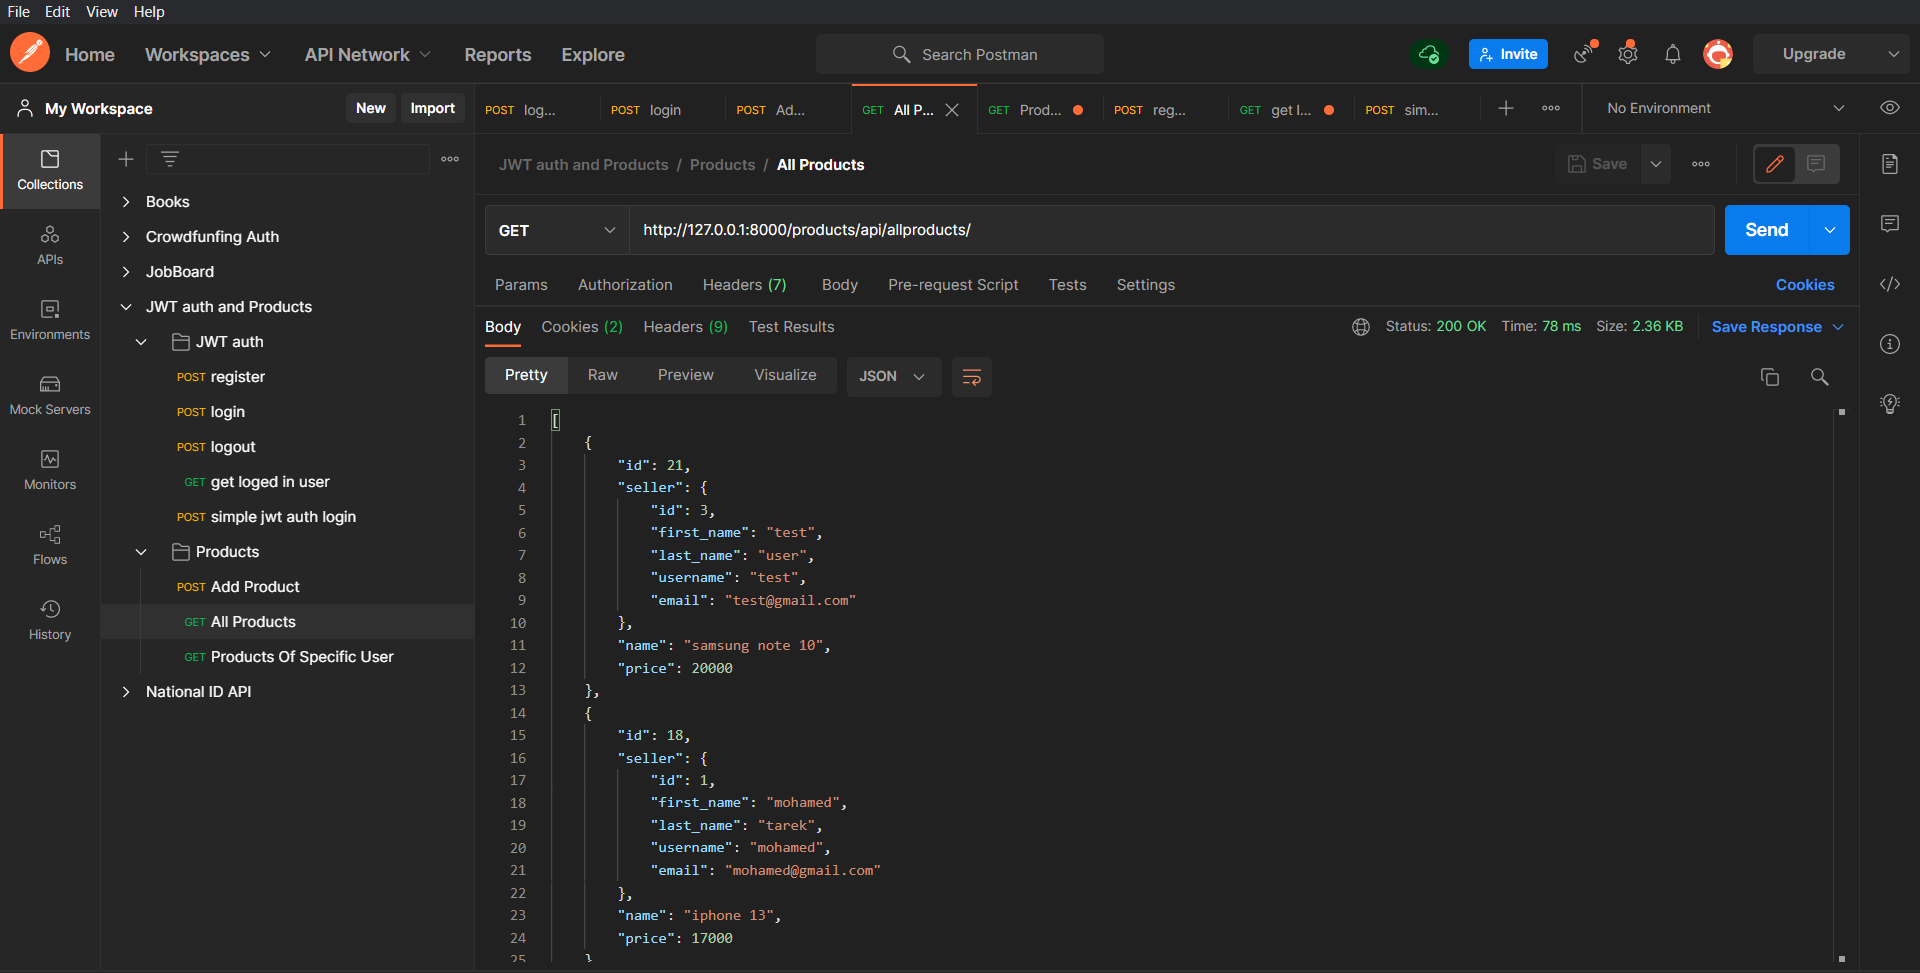 File Edit View Help
Home Workspaces API Network Reports Explore Search Postman Invite Upgrade
My Workspace New Import
POST log... POST login POST Ad... GET All P... GET Prod... POST reg... GET get l... POST sim... No Environment
Collections
APIs
Environments
Mock Servers
Monitors
Flows
History
Books
Crowdfunfing Auth
JobBoard
JWT auth and Products
JWT auth
POST register
POST login
POST logout
GET get loged in user
POST simple jwt auth login
Products
POST Add Product
GET All Products
GET Products Of Specific User
National ID API
JWT auth and Products / Products / All Products Save
GET http://127.0.0.1:8000/products/api/allproducts/ Send
Params Authorization Headers (7) Body Pre-request Script Tests Settings Cookies
Body Cookies (2) Headers (9) Test Results Status: 200 OK Time: 78 ms Size: 2.36 KB Save Response
Pretty Raw Preview Visualize JSON
1 [
2 {
3 "id": 21,
4 "seller": {
5 "id": 3,
6 "first_name": "test",
7 "last_name": "user",
8 "username": "test",
9 "email": "test@gmail.com"
10 },
11 "name": "samsung note 10",
12 "price": 20000
13 },
14 {
15 "id": 18,
16 "seller": {
17 "id": 1,
18 "first_name": "mohamed",
19 "last_name": "tarek",
20 "username": "mohamed",
21 "email": "mohamed@gmail.com"
22 },
23 "name": "iphone 13",
24 "price": 17000
25 }